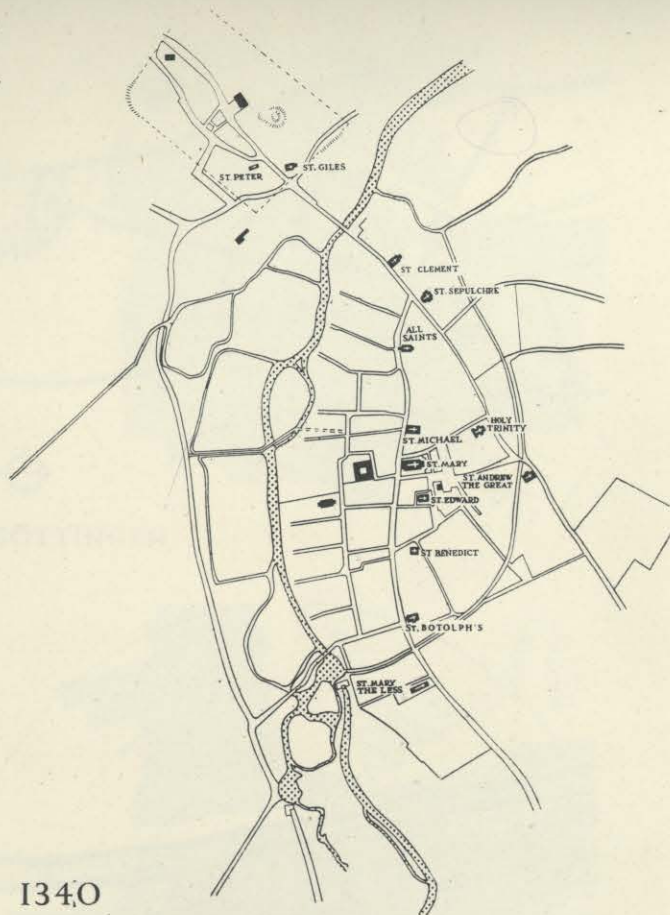 ST. PETER
ST. GILES
ST CLEMENT
ST. SEPULCHRE
ALL
SAINTS
ST. MICHAEL
HOLY
TRINITY
ST. MARY
ST. ANDREW
THE GREAT
ST. EDWARD
ST BENEDICT
ST. BOTOLPH'S
ST. MARY
THE LESS
1340